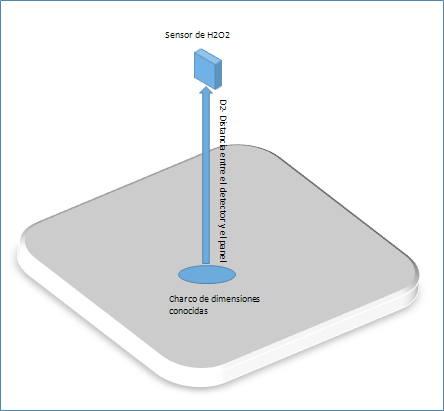 Sensor de H2O2
D2- Distancia entre el detector y el panel
Charco de dimensiones
conocidas